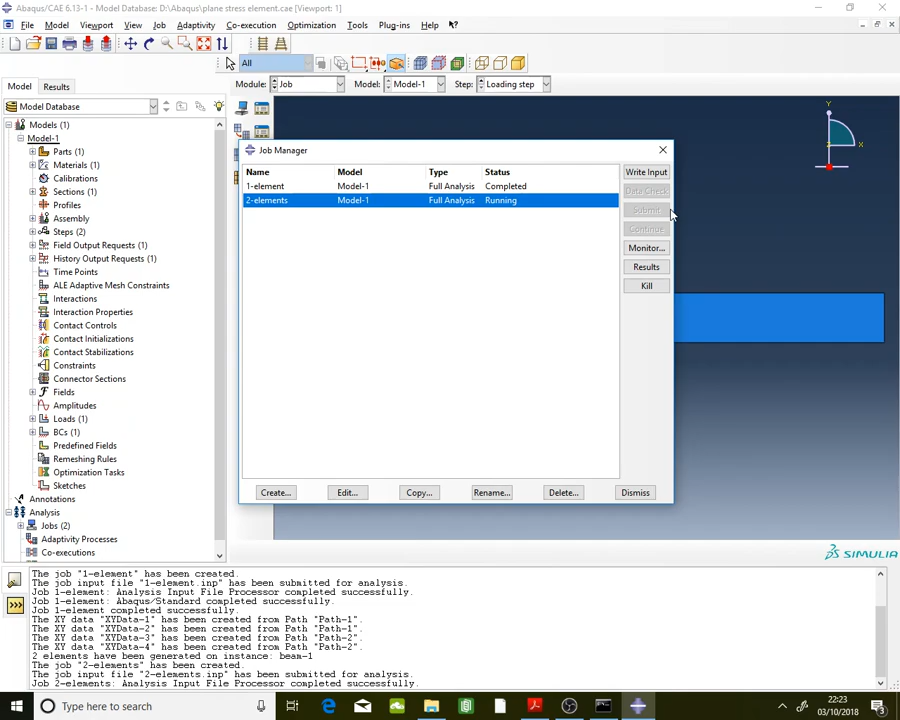 Abaqus/CAE 6.13-1 - Model Database: D:\Abaqus\plane stress element.cae [Viewport: 1]
File Model Viewport View Job Adaptivity Co-execution Optimization Tools Plug-ins Help
All
Model Results
Module: Job Model: Model-1 Step: Loading step
Model Database
Models (1)
Model-1
Parts (1)
Materials (1)
Calibrations
Sections (1)
Profiles
Assembly
Steps (2)
Field Output Requests (1)
History Output Requests (1)
Time Points
ALE Adaptive Mesh Constraints
Interactions
Interaction Properties
Contact Controls
Contact Initializations
Contact Stabilizations
Constraints
Connector Sections
Fields
Amplitudes
Loads (1)
BCs (1)
Predefined Fields
Remeshing Rules
Optimization Tasks
Sketches
Annotations
Analysis
Jobs (2)
Adaptivity Processes
Co-executions
Job Manager
Name Model Type Status
1-element Model-1 Full Analysis Completed
2-elements Model-1 Full Analysis Running
Write Input
Data Check
Submit
Continue
Monitor...
Results
Kill
Create... Edit... Copy... Rename... Delete... Dismiss
Y
Z X
SIMULIA
The job "1-element" has been created.
The job input file "1-element.inp" has been submitted for analysis.
Job 1-element: Analysis Input File Processor completed successfully.
Job 1-element: Abaqus/Standard completed successfully.
Job 1-element completed successfully.
The XY data "XYData-1" has been created from Path "Path-1".
The XY data "XYData-2" has been created from Path "Path-1".
The XY data "XYData-3" has been created from Path "Path-2".
The XY data "XYData-4" has been created from Path "Path-2".
2 elements have been generated on instance: beam-1
The job "2-elements" has been created.
The job input file "2-elements.inp" has been submitted for analysis.
Job 2-elements: Analysis Input File Processor completed successfully.
Type here to search
22:23
03/10/2018